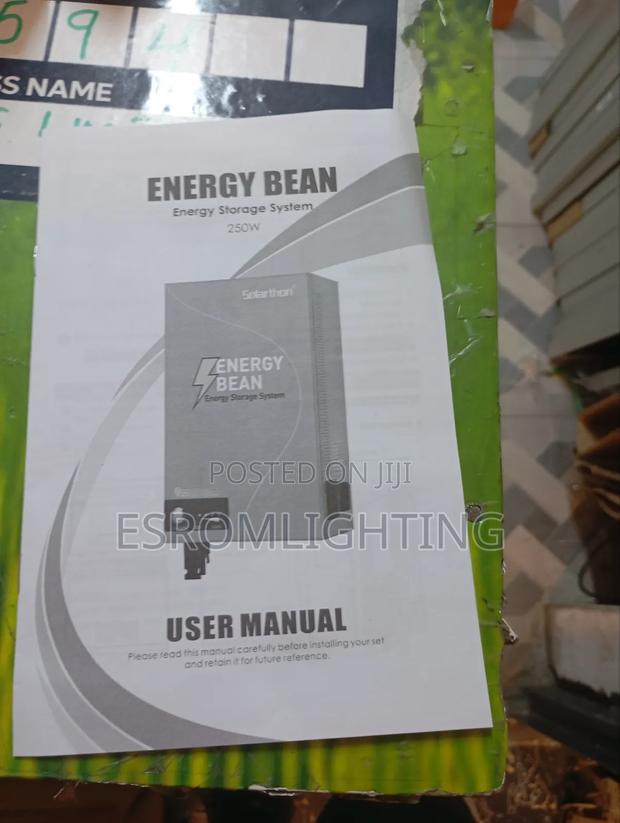 5 9 4
SS NAME
ENERGY BEAN
Energy Storage System
250W
Solarthon
ENERGY
BEAN
Energy Storage System
POSTED ON JIJI
ESROMLIGHTING
USER MANUAL
Please read this manual carefully before installing your set
and retain it for future reference.